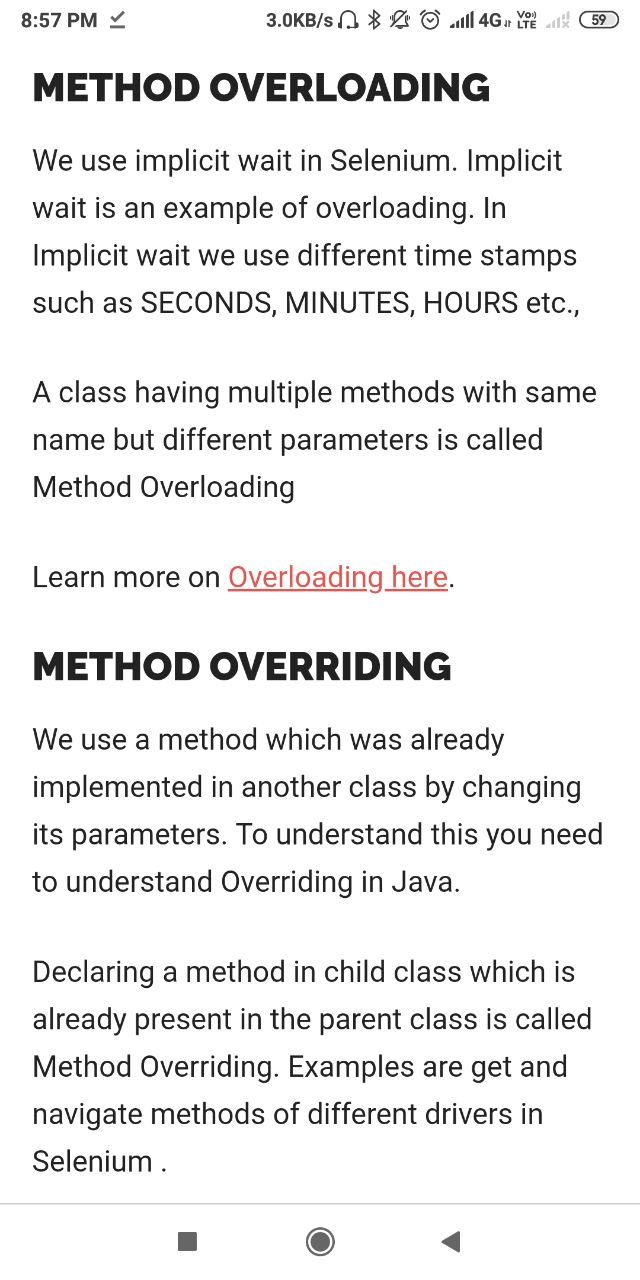 8:57 PM 3.0KB/s 4G Vo) LTE 59
METHOD OVERLOADING
We use implicit wait in Selenium. Implicit
wait is an example of overloading. In
Implicit wait we use different time stamps
such as SECONDS, MINUTES, HOURS etc.,
A class having multiple methods with same
name but different parameters is called
Method Overloading
Learn more on Overloading here.
METHOD OVERRIDING
We use a method which was already
implemented in another class by changing
its parameters. To understand this you need
to understand Overriding in Java.
Declaring a method in child class which is
already present in the parent class is called
Method Overriding. Examples are get and
navigate methods of different drivers in
Selenium .